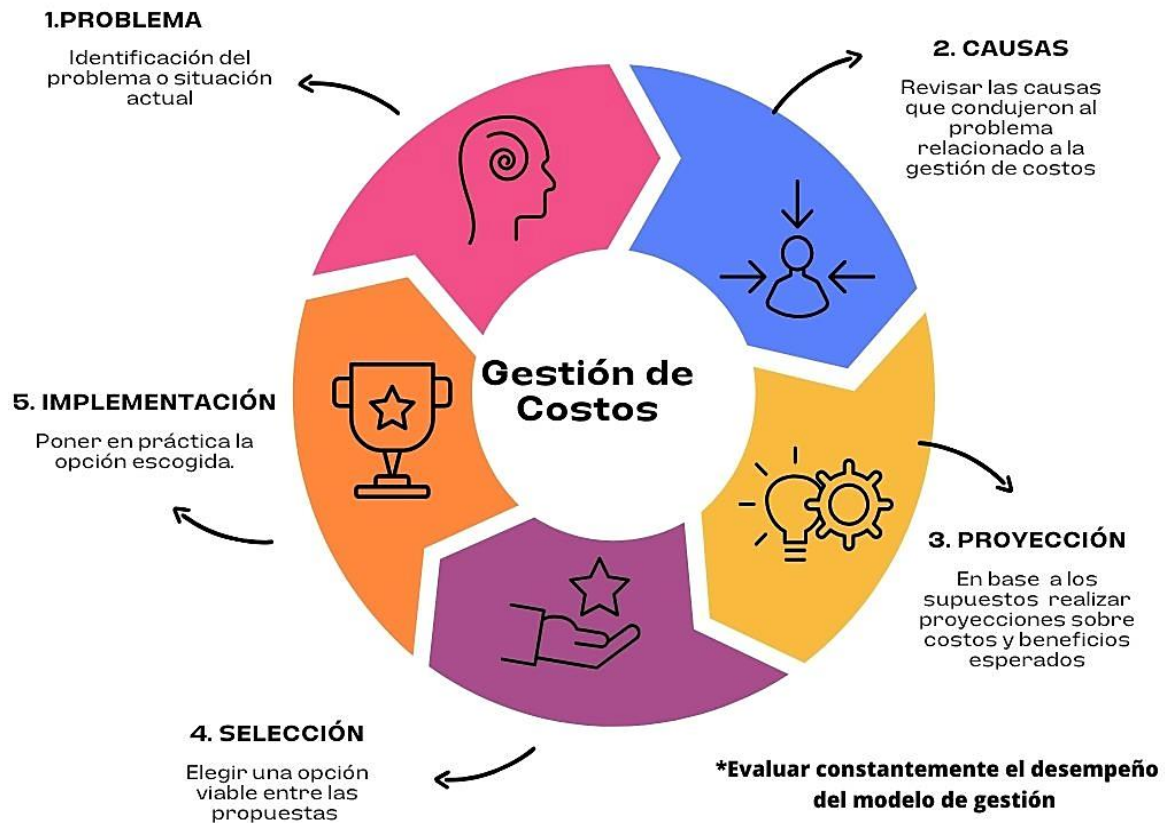 1.PROBLEMA
Identificación del
problema o situación
actual
2. CAUSAS
Revisar las causas
que condujeron al
problema
relacionado a la
gestión de costos
Gestión de
Costos
3. PROYECCIÓN
En base a los
supuestos realizar
proyecciones sobre
costos y beneficios
esperados
4. SELECCIÓN
Elegir una opción
viable entre las
propuestas
5. IMPLEMENTACIÓN
Poner en práctica la
opción escogida.
*Evaluar constantemente el desempeño
del modelo de gestión